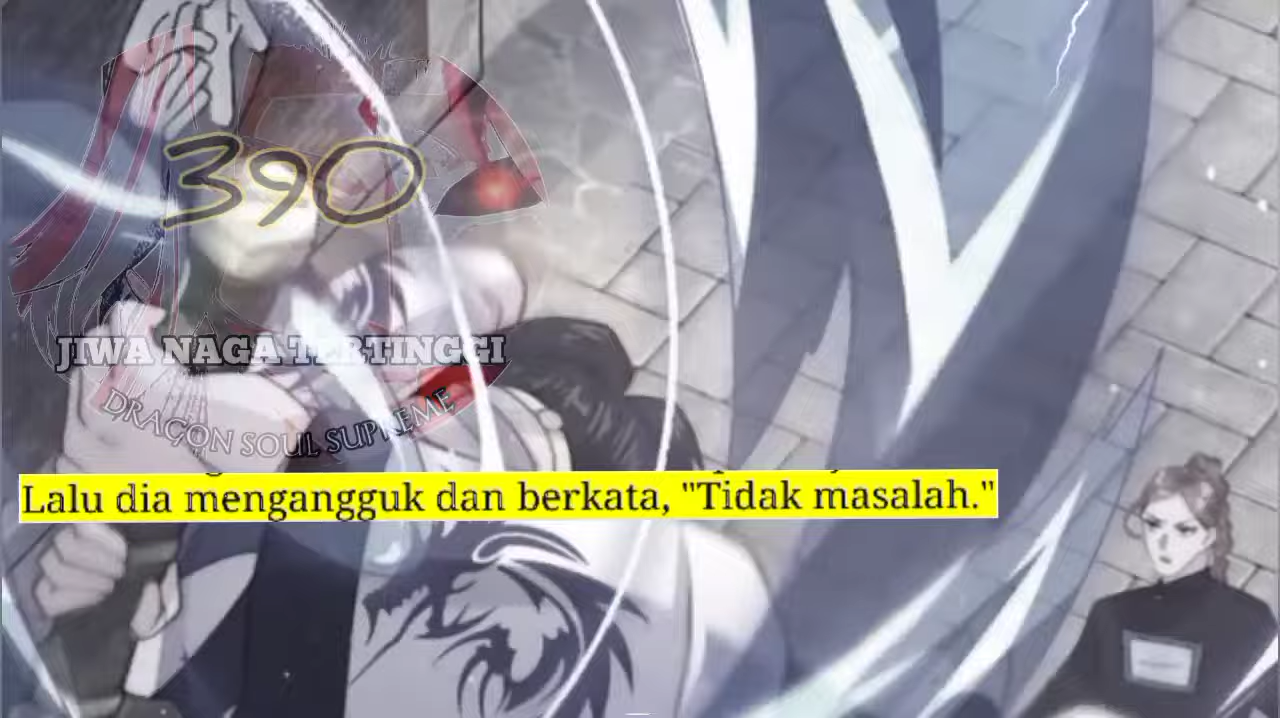 390
JIWA NAGA TERTINGGI
DRAGON SOUL SUPREME
Lalu dia mengangguk dan berkata, "Tidak masalah."